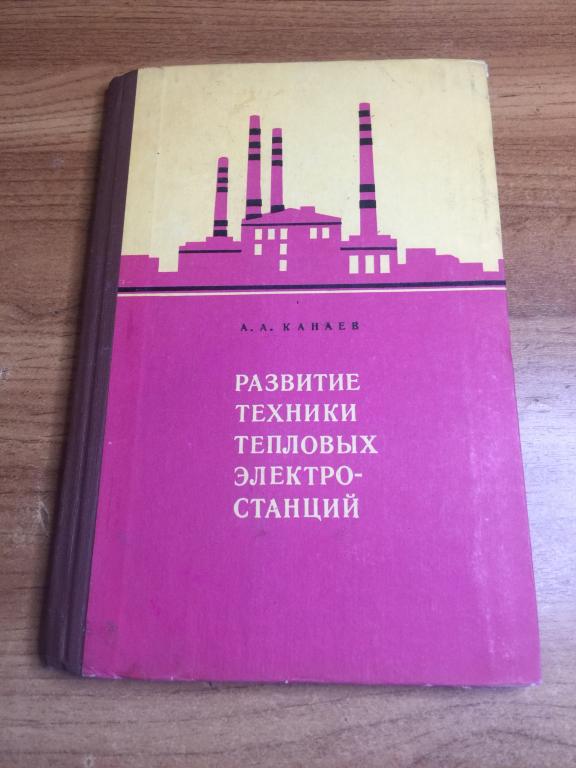 А. А. КАНАЕВ
РАЗВИТИЕ
ТЕХНИКИ
ТЕПЛОВЫХ
ЭЛЕКТРО-
СТАНЦИЙ